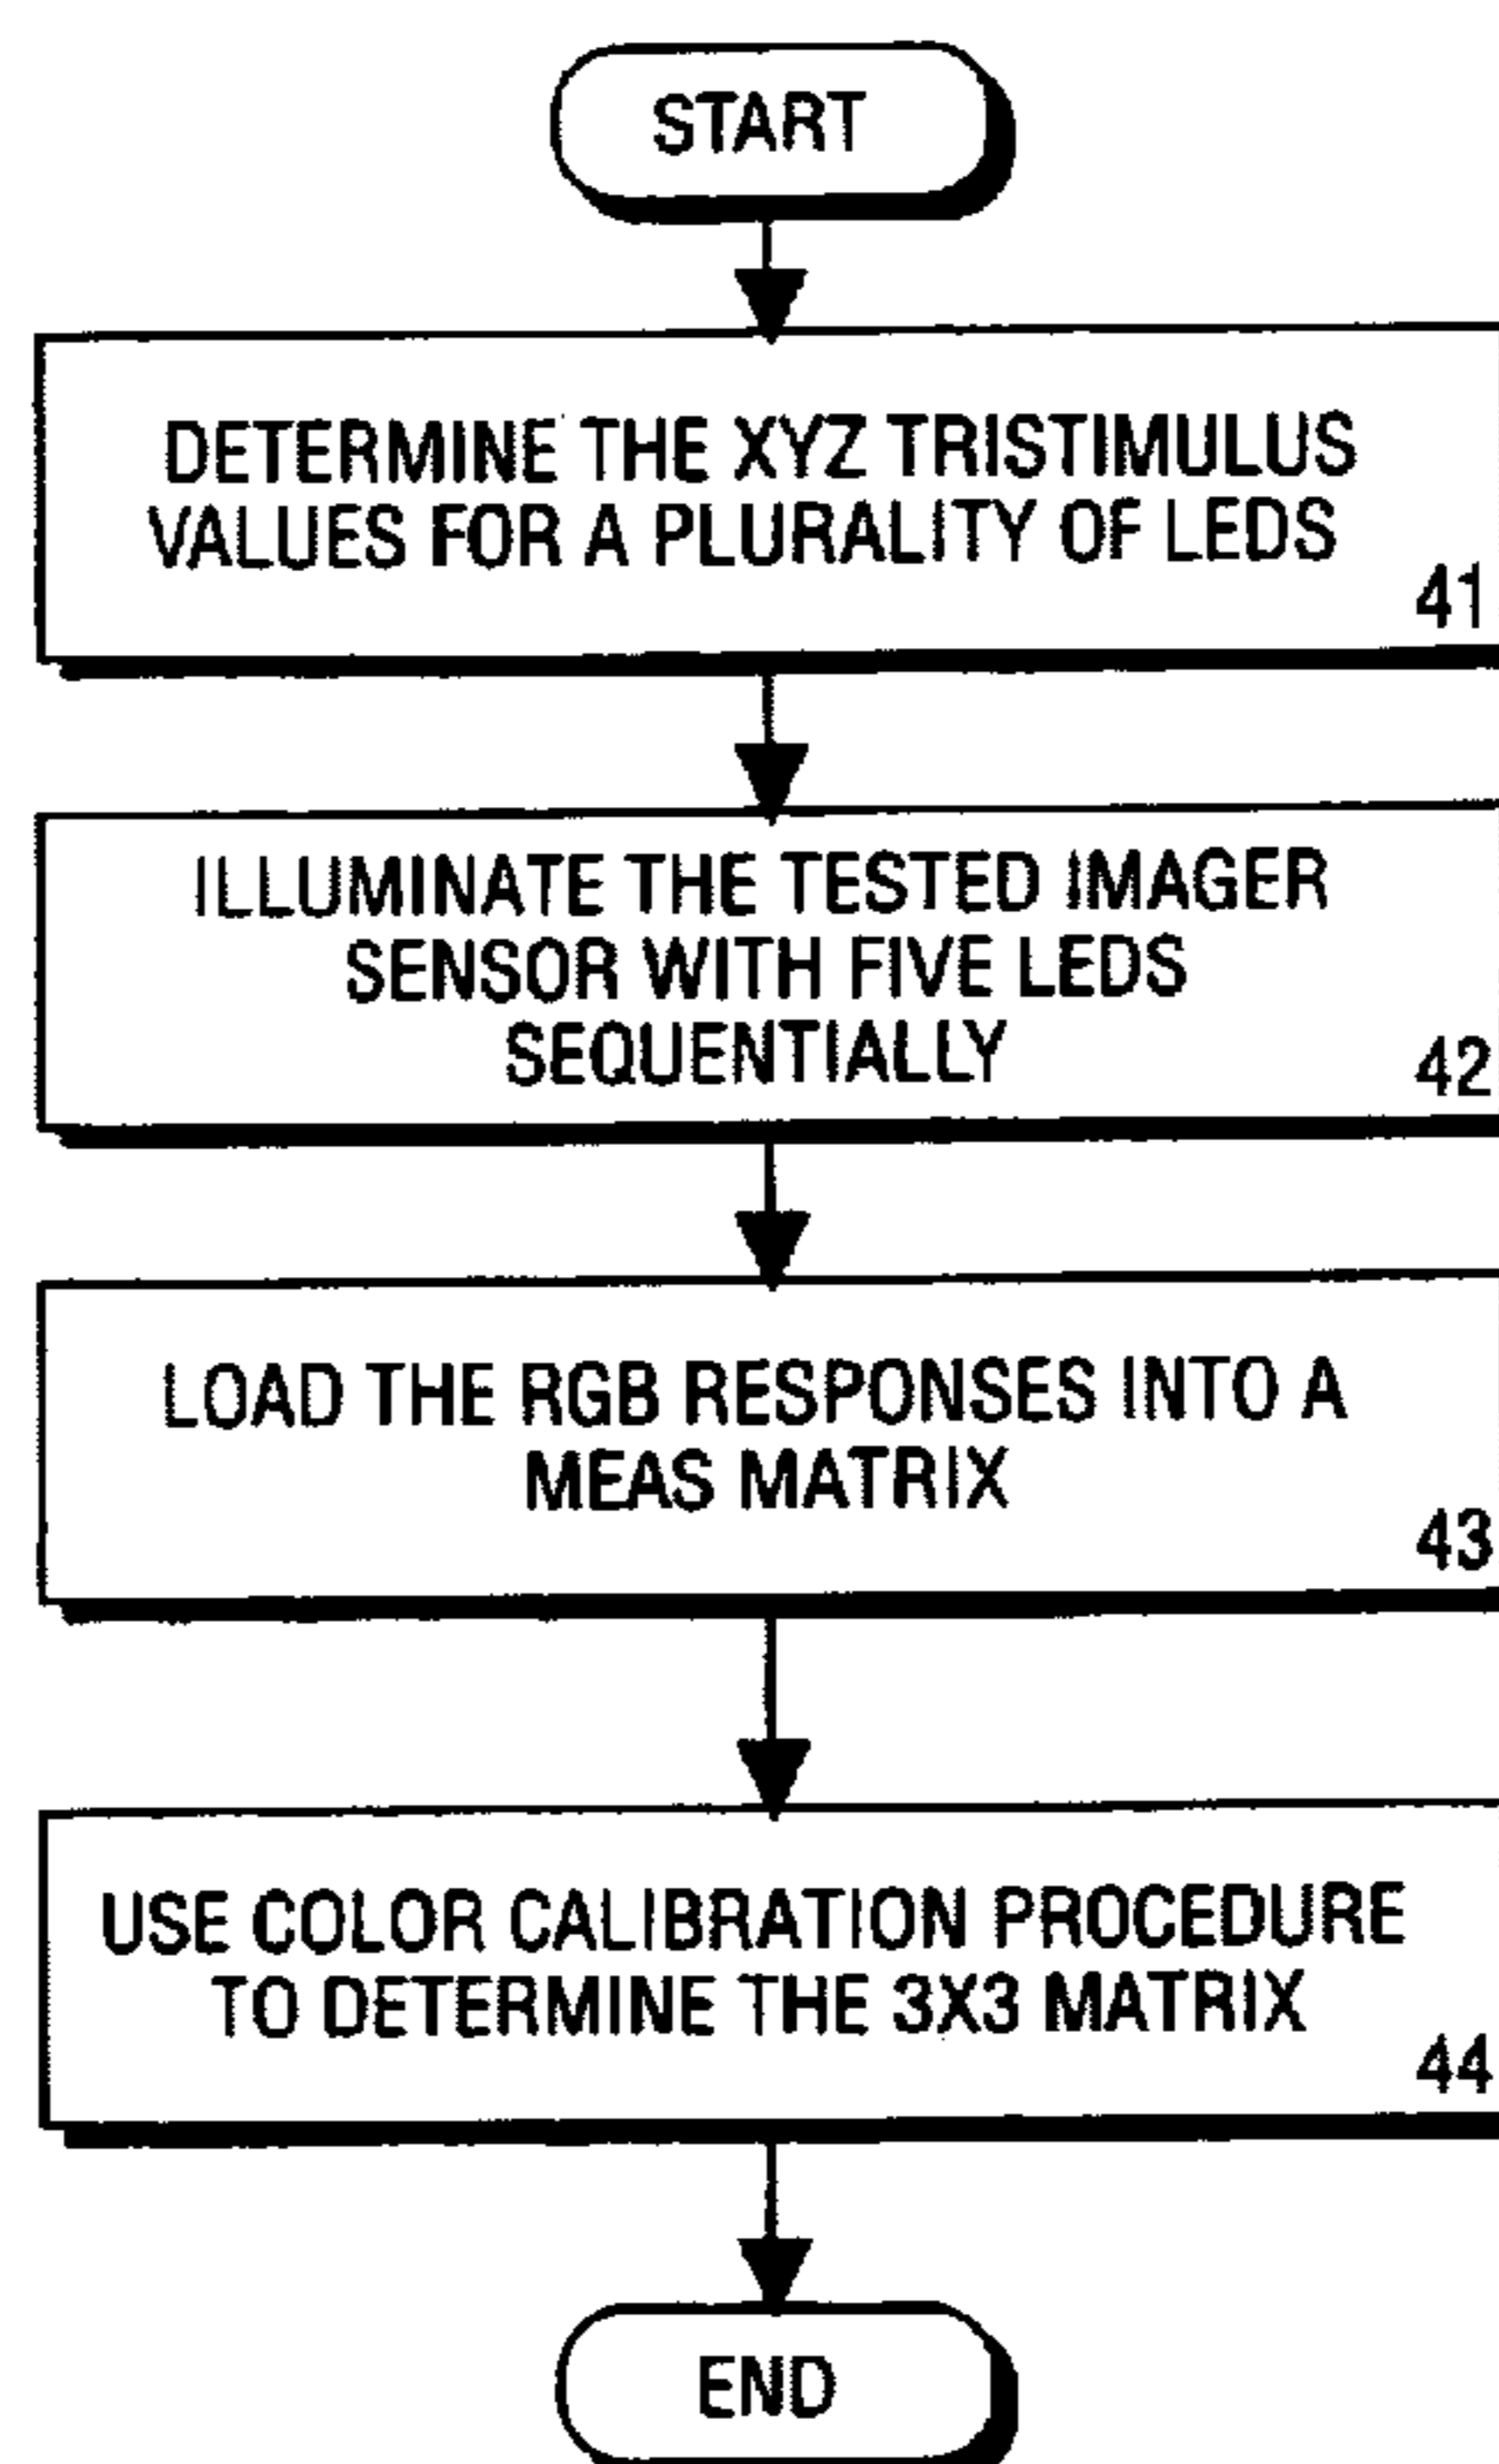 START
DETERMINE THE XYZ TRISTIMULUS
VALUES FOR A PLURALITY OF LEDS
41
ILLUMINATE THE TESTED IMAGER
SENSOR WITH FIVE LEDS
SEQUENTIALLY
42
LOAD THE RGB RESPONSES INTO A
MEAS MATRIX
43
USE COLOR CALIBRATION PROCEDURE
TO DETERMINE THE 3X3 MATRIX
44
END